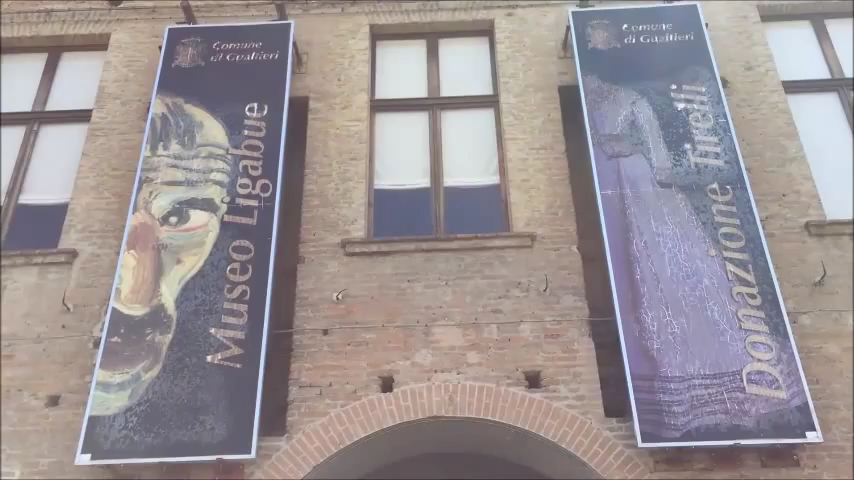 Comune
di Gualtieri
Museo Ligabue
Comune
di Gualtieri
Donazione Tirelli